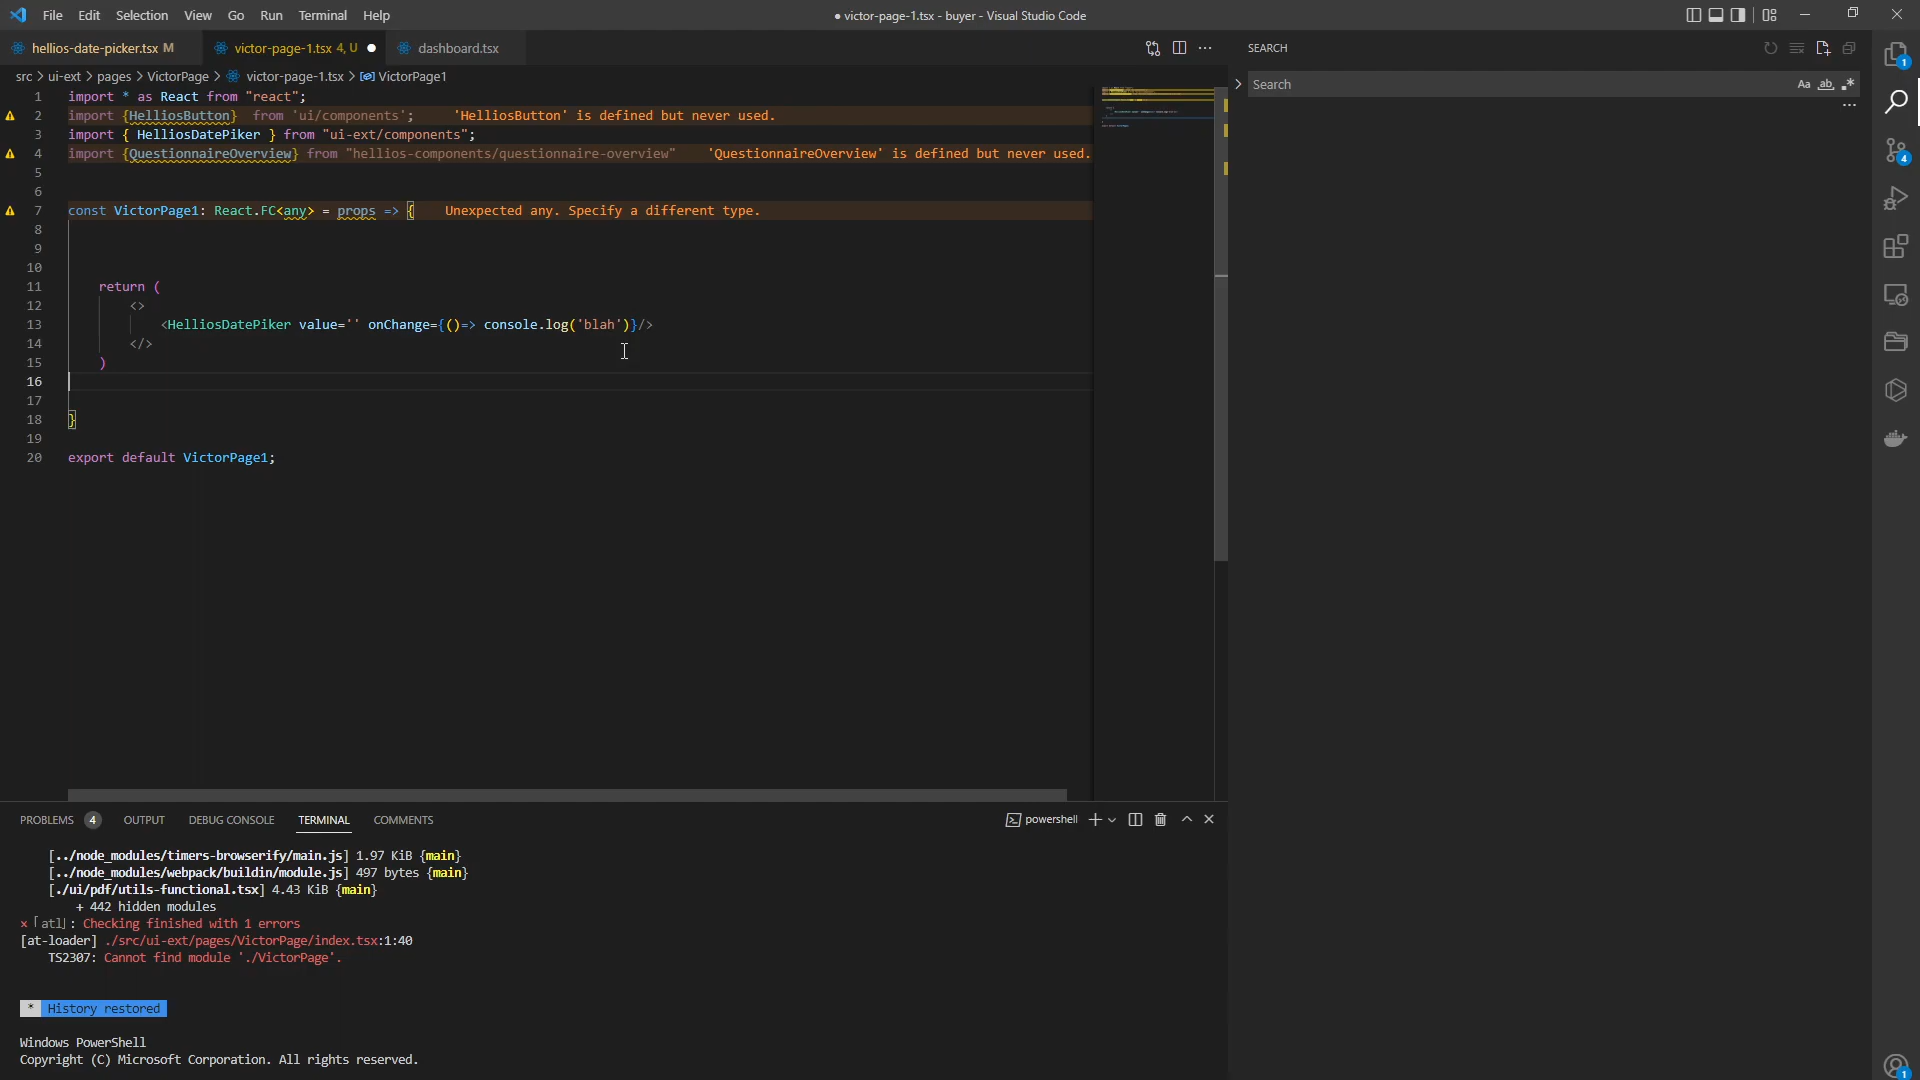 File Edit Selection View Go Run Terminal Help
● victor-page-1.tsx - buyer - Visual Studio Code
hellios-date-picker.tsx M
victor-page-1.tsx 4, U ●
dashboard.tsx
SEARCH
src > ui-ext > pages > VictorPage > victor-page-1.tsx > VictorPage1
Search
Aa ab .*
1 import * as React from "react";
2 import {HelliosButton} from 'ui/components'; 'HelliosButton' is defined but never used.
3 import { HelliosDatePiker } from "ui-ext/components";
4 import {QuestionnaireOverview} from "hellios-components/questionnaire-overview" 'QuestionnaireOverview' is defined but never used.
5
6
7 const VictorPage1: React.FC<any> = props => { Unexpected any. Specify a different type.
8
9
10
11 return (
12 <>
13 <HelliosDatePiker value='' onChange={()=> console.log('blah')}/>
14 </>
15 )
16
17
18 }
19
20 export default VictorPage1;
1
4
PROBLEMS 4 OUTPUT DEBUG CONSOLE TERMINAL COMMENTS
powershell
[../node_modules/timers-browserify/main.js] 1.97 KiB {main}
[../node_modules/webpack/buildin/module.js] 497 bytes {main}
[./ui/pdf/utils-functional.tsx] 4.43 KiB {main}
+ 442 hidden modules
× 「atl」: Checking finished with 1 errors
[at-loader] ./src/ui-ext/pages/VictorPage/index.tsx:1:40
TS2307: Cannot find module './VictorPage'.
* History restored
Windows PowerShell
Copyright (C) Microsoft Corporation. All rights reserved.
1